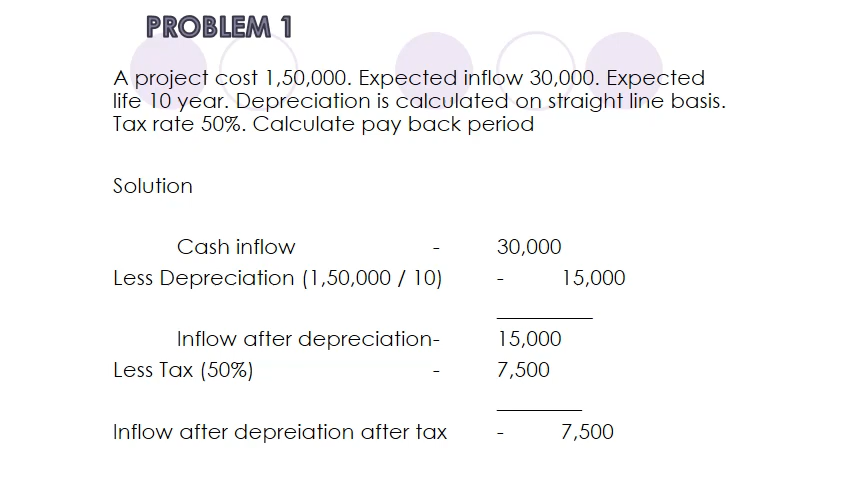 PROBLEM 1
A project cost 1,50,000. Expected inflow 30,000. Expected
life 10 year. Depreciation is calculated on straight line basis.
Tax rate 50%. Calculate pay back period
Solution
Cash inflow - 30,000
Less Depreciation (1,50,000 / 10) - 15,000
Inflow after depreciation- 15,000
Less Tax (50%) - 7,500
Inflow after depreiation after tax - 7,500